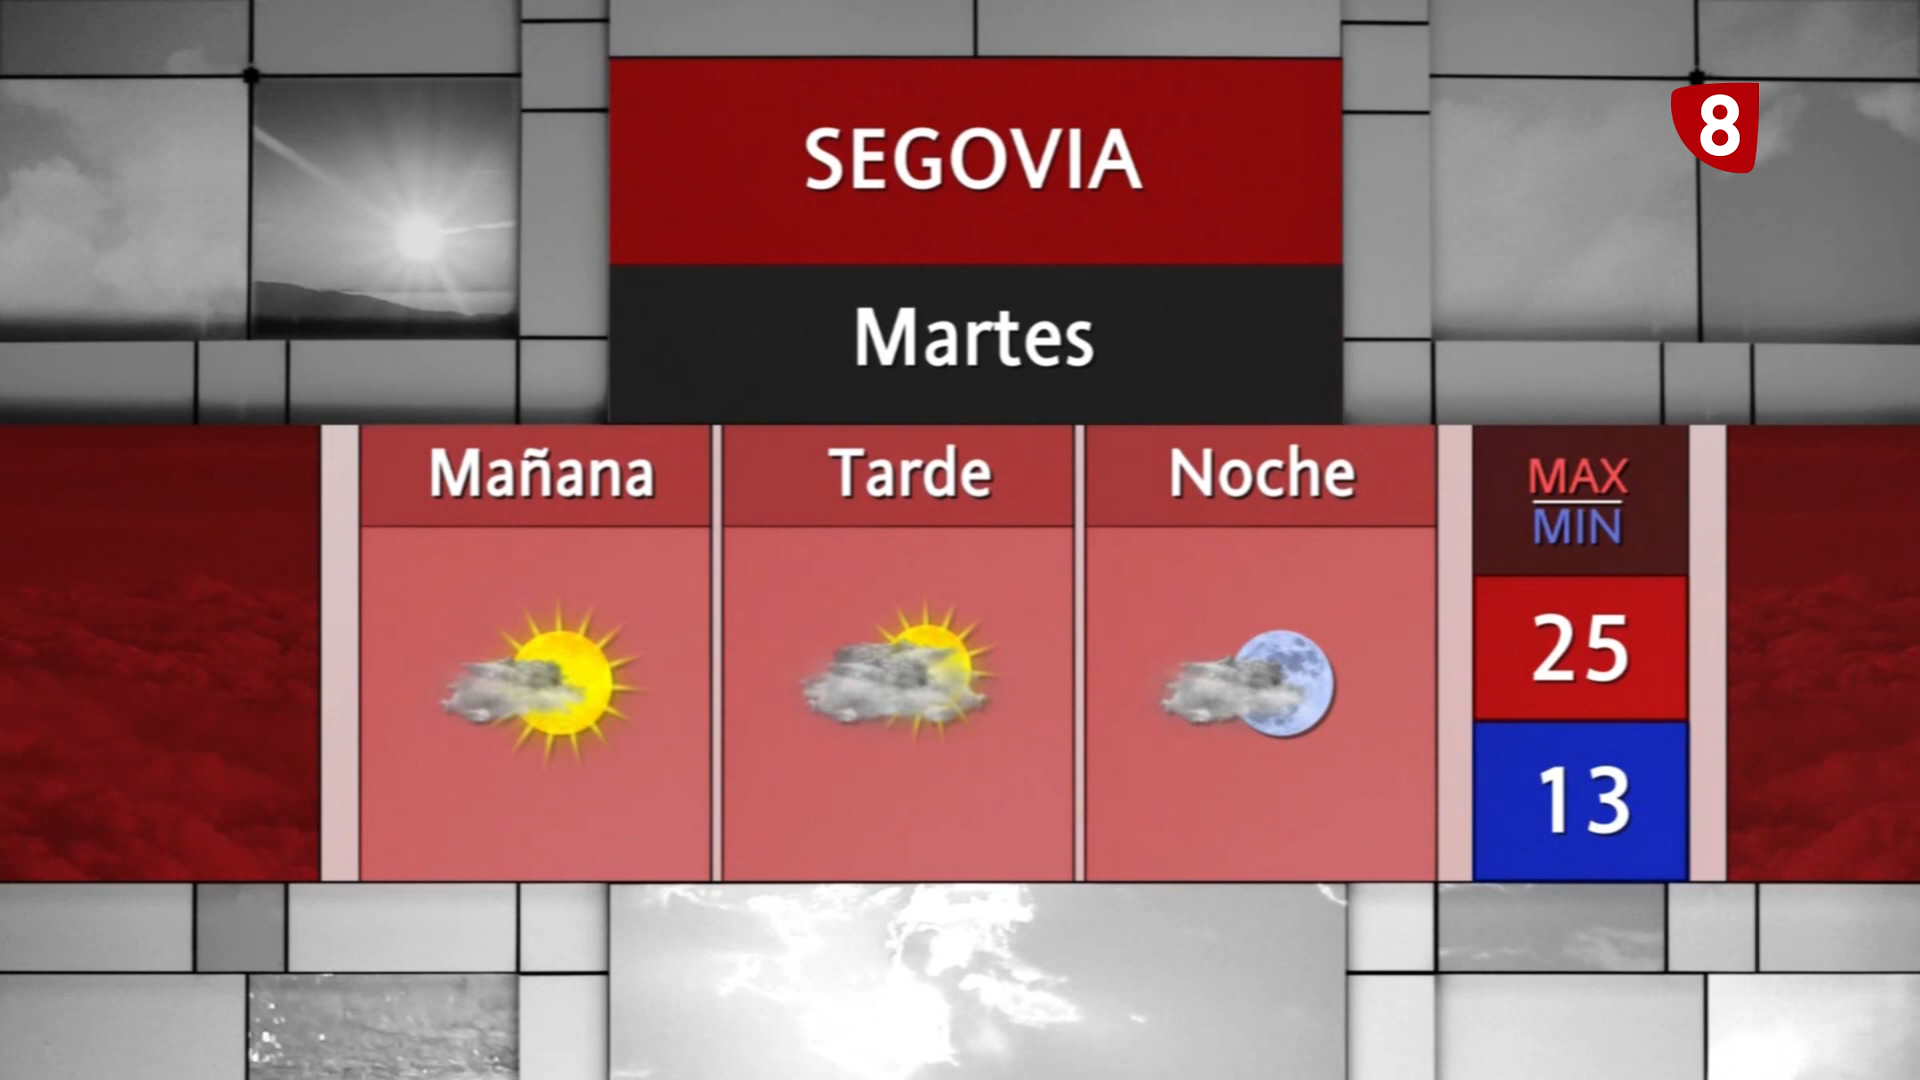 8
SEGOVIA
Martes
Mañana
Tarde
Noche
MAX
MIN
25
13